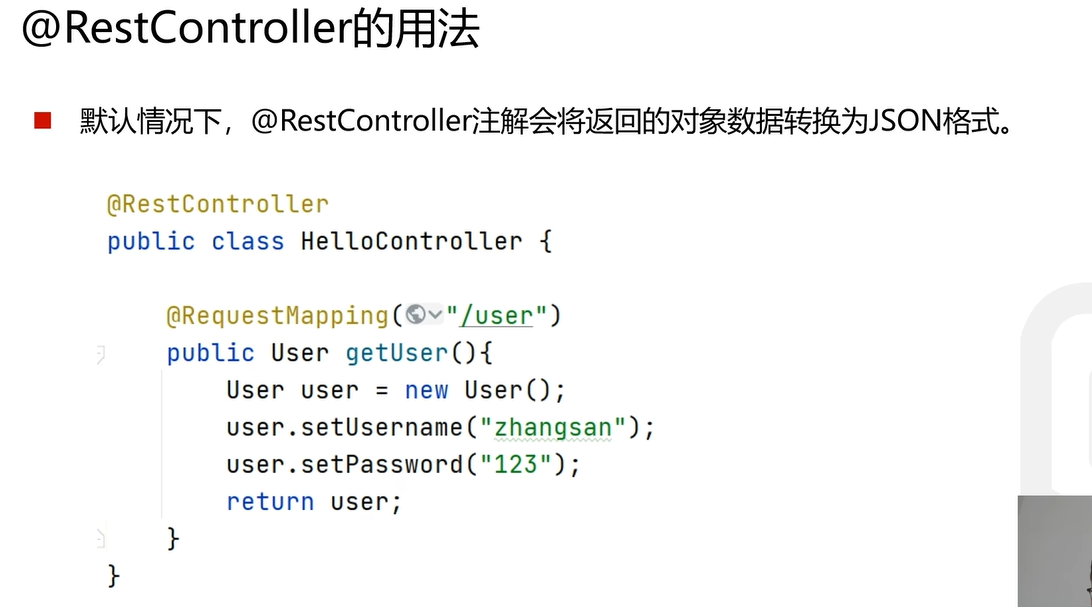 @RestController的用法
默认情况下，@RestController注解会将返回的对象数据转换为JSON格式。
@RestController
public class HelloController {
@RequestMapping("/user")
public User getUser(){
User user = new User();
user.setUsername("zhangsan");
user.setPassword("123");
return user;
}
}